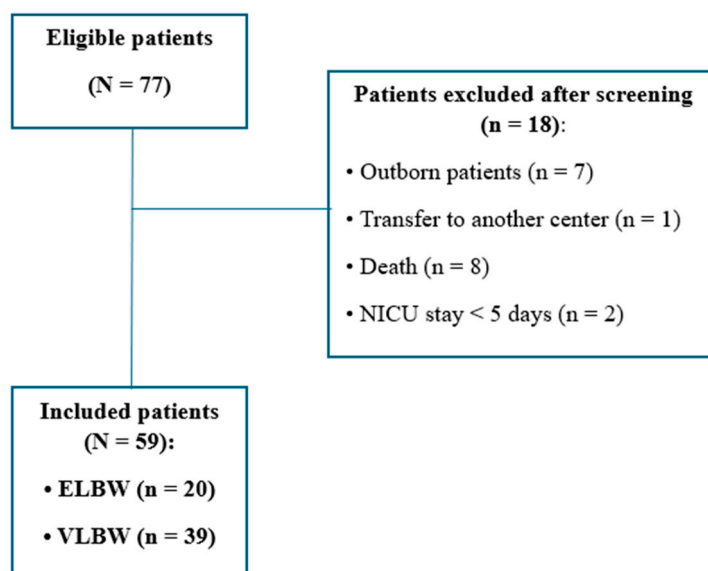 Eligible patients
(N = 77)
Patients excluded after screening
(n = 18):
• Outborn patients (n = 7)
• Transfer to another center (n = 1)
• Death (n = 8)
• NICU stay < 5 days (n = 2)
Included patients
(N = 59):
• ELBW (n = 20)
• VLBW (n = 39)